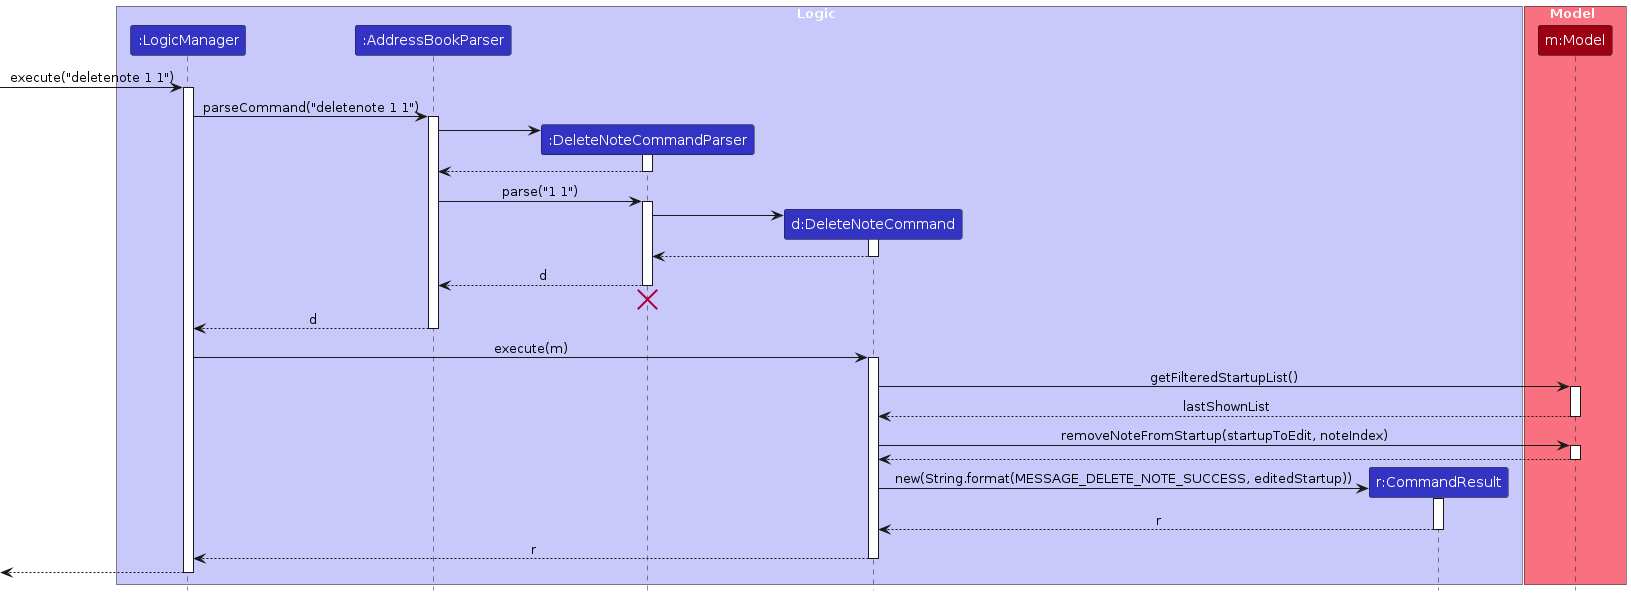 Logic
Model
:LogicManager
:AddressBookParser
m:Model
execute("deletenote 1 1")
parseCommand("deletenote 1 1")
:DeleteNoteCommandParser
parse("1 1")
d:DeleteNoteCommand
d
d
execute(m)
getFilteredStartupList()
lastShownList
removeNoteFromStartup(startupToEdit, noteIndex)
new(String.format(MESSAGE_DELETE_NOTE_SUCCESS, editedStartup))
r:CommandResult
r
r